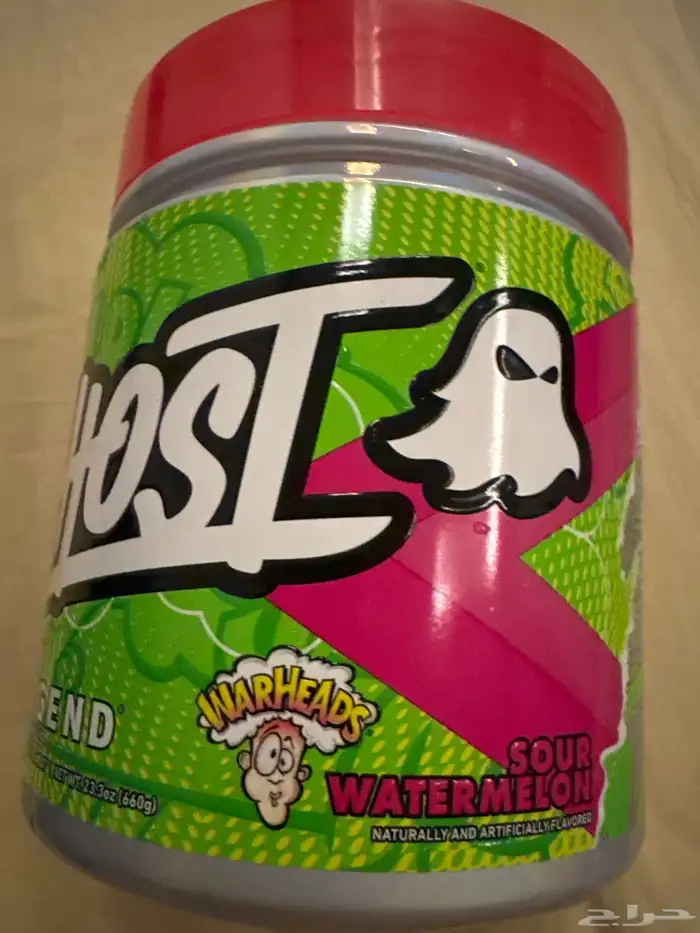 HOST
WARHEADS
END®
NET WT. 23.3oz (660g)
SOUR
WATERMELON
NATURALLY AND ARTIFICIALLY FLAVORED
حراج